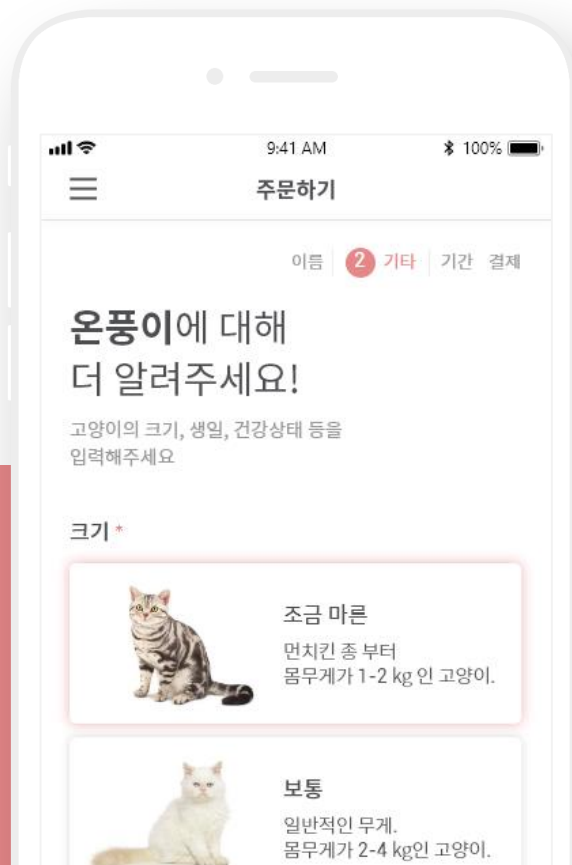 9:41 AM 100%
주문하기
이름 2 기타 기간 결제
온풍이에 대해
더 알려주세요!
고양이의 크기, 생일, 건강상태 등을
입력해주세요
크기 *
조금 마른
먼치킨 종 부터
몸무게가 1-2 kg 인 고양이.
보통
일반적인 무게.
몸무게가 2-4 kg인 고양이.